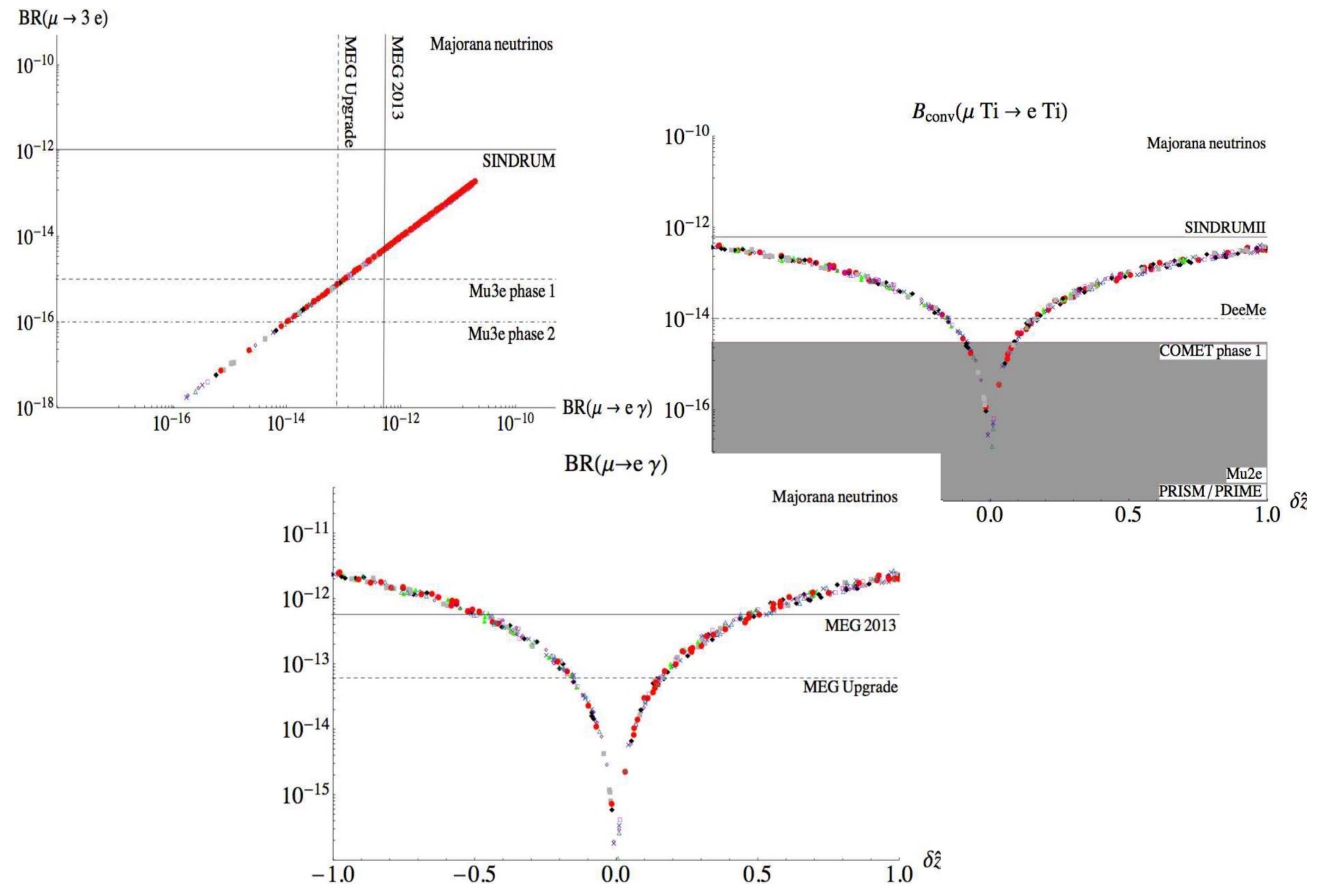 BR(μ → 3 e)
Majorana neutrinos
MEG Upgrade
MEG 2013
10⁻¹⁰
10⁻¹²
SINDRUM
10⁻¹⁴
Mu3e phase 1
10⁻¹⁶
Mu3e phase 2
10⁻¹⁸
10⁻¹⁶ 10⁻¹⁴ 10⁻¹² 10⁻¹⁰
BR(μ → e γ)
B_conv(μ Ti → e Ti)
10⁻¹⁰
Majorana neutrinos
10⁻¹²
SINDRUMII
10⁻¹⁴
DeeMe
COMET phase 1
10⁻¹⁶
Mu2e
PRISM/PRIME
0.0 0.5 1.0
δẑ
BR(μ→e γ)
Majorana neutrinos
10⁻¹¹
10⁻¹²
MEG 2013
10⁻¹³
MEG Upgrade
10⁻¹⁴
10⁻¹⁵
−1.0 −0.5 0.0 0.5 1.0
δẑ